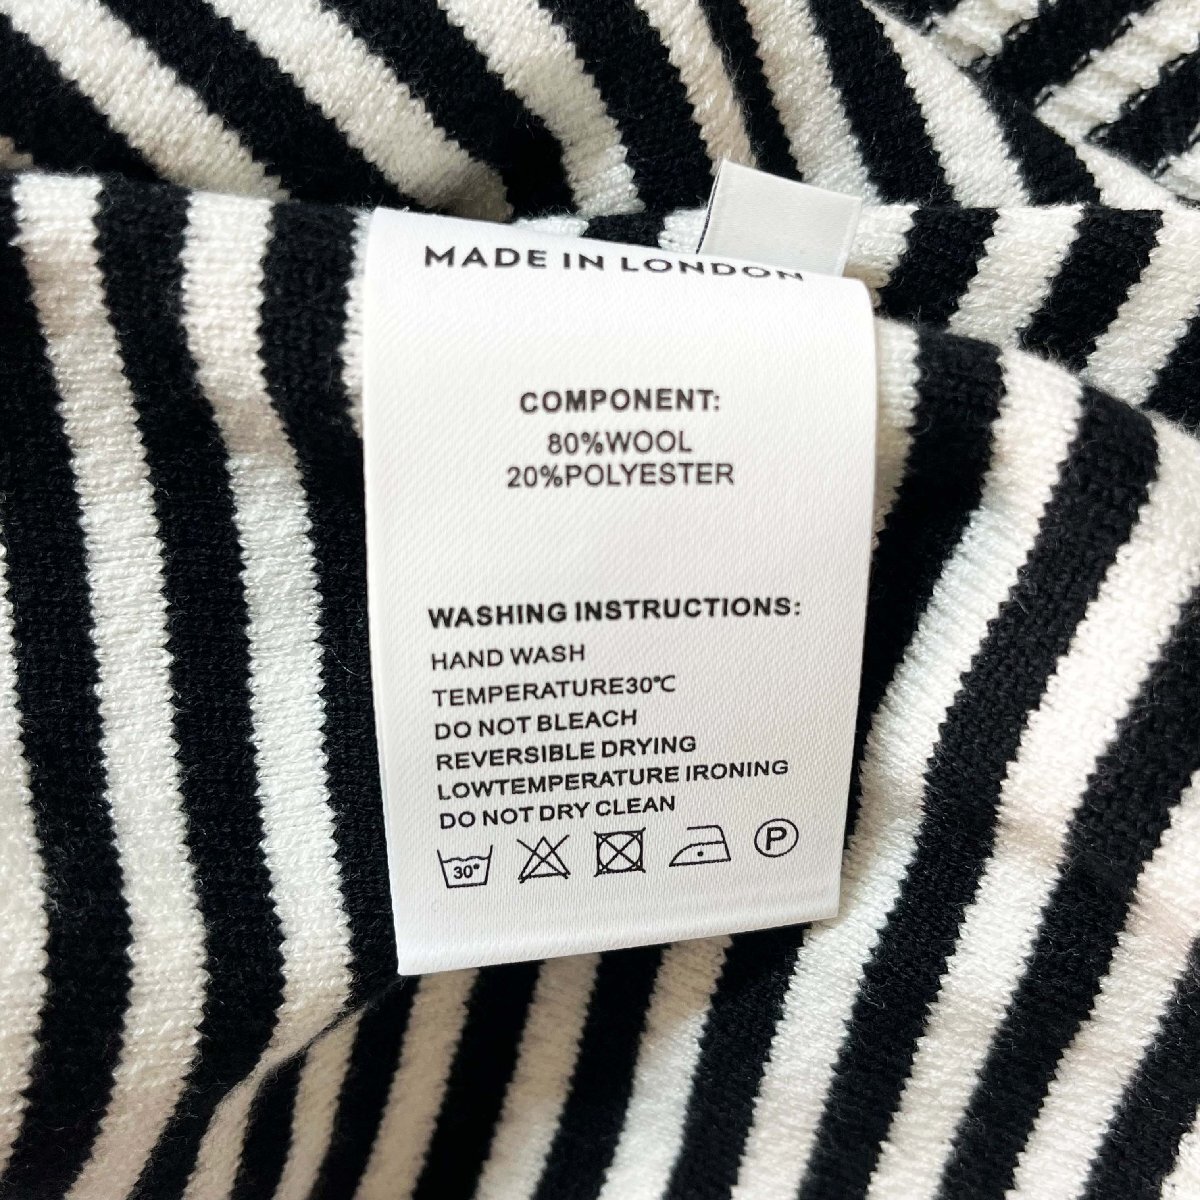 MADE IN LONDON
COMPONENT:
80%WOOL
20%POLYESTER
WASHING INSTRUCTIONS:
HAND WASH
TEMPERATURE30℃
DO NOT BLEACH
REVERSIBLE DRYING
LOWTEMPERATURE IRONING
DO NOT DRY CLEAN
30° P